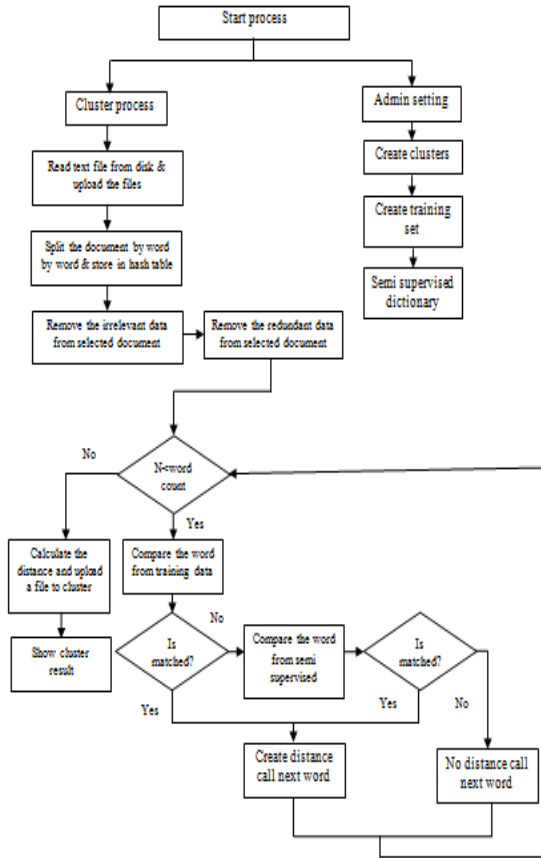 Start process
Cluster process
Admin setting
Read text file from disk &
upload the files
Create clusters
Split the document by word
by word & store in hash table
Create training
set
Remove the irrelevant data
from selected document
Remove the redundant data
from selected document
Semi supervised
dictionary
No
N<word
count
Yes
Calculate the
distance and upload
a file to cluster
Compare the word
from training data
Show cluster
result
Is
matched?
No
Compare the word
from semi
supervised
Is
matched?
Yes
Yes
No
Create distance
call next word
No distance call
next word